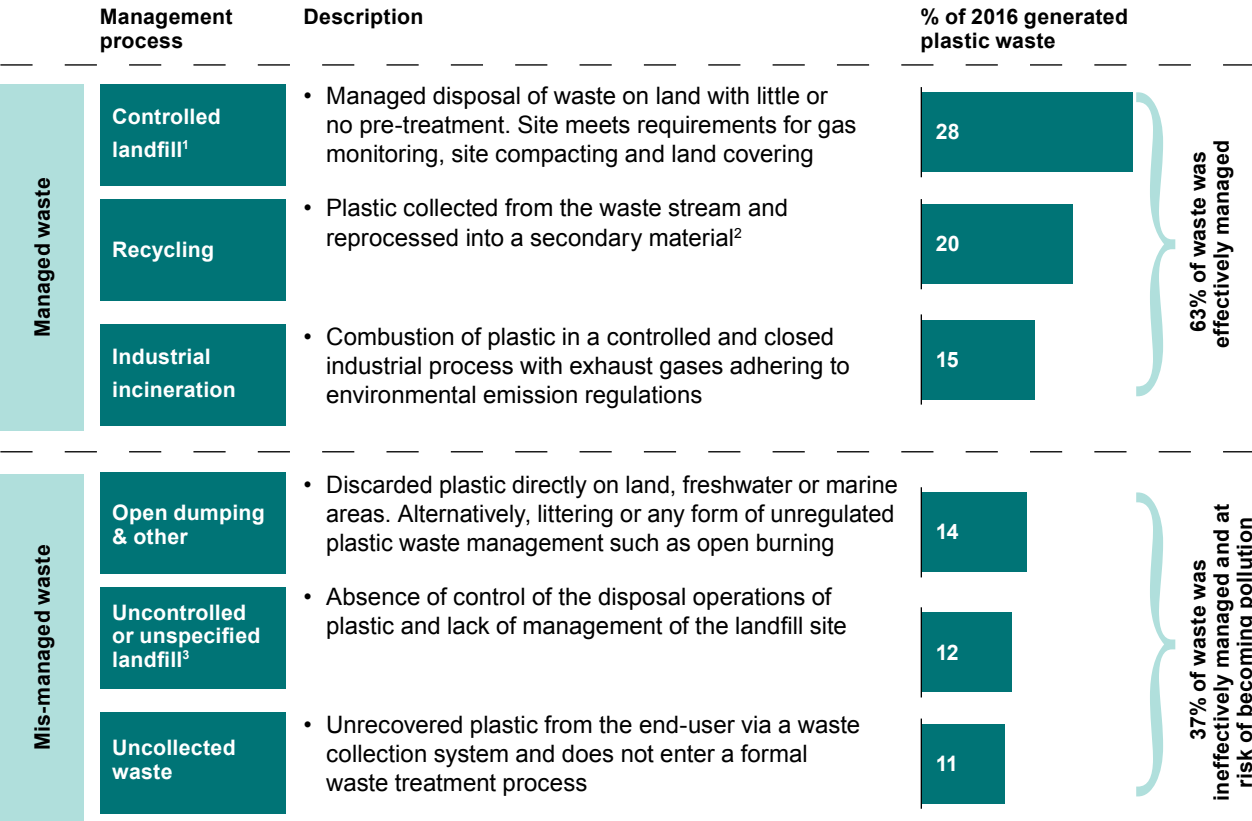 Management
process
Description
% of 2016 generated
plastic waste
Managed waste
Controlled
landfill¹
• Managed disposal of waste on land with little or
no pre-treatment. Site meets requirements for gas
monitoring, site compacting and land covering
28
Recycling
• Plastic collected from the waste stream and
reprocessed into a secondary material²
20
Industrial
incineration
• Combustion of plastic in a controlled and closed
industrial process with exhaust gases adhering to
environmental emission regulations
15
63% of waste was
effectively managed
Mis-managed waste
Open dumping
& other
• Discarded plastic directly on land, freshwater or marine
areas. Alternatively, littering or any form of unregulated
plastic waste management such as open burning
14
Uncontrolled
or unspecified
landfill³
• Absence of control of the disposal operations of
plastic and lack of management of the landfill site
12
Uncollected
waste
• Unrecovered plastic from the end-user via a waste
collection system and does not enter a formal
waste treatment process
11
37% of waste was
ineffectively managed and at
risk of becoming pollution